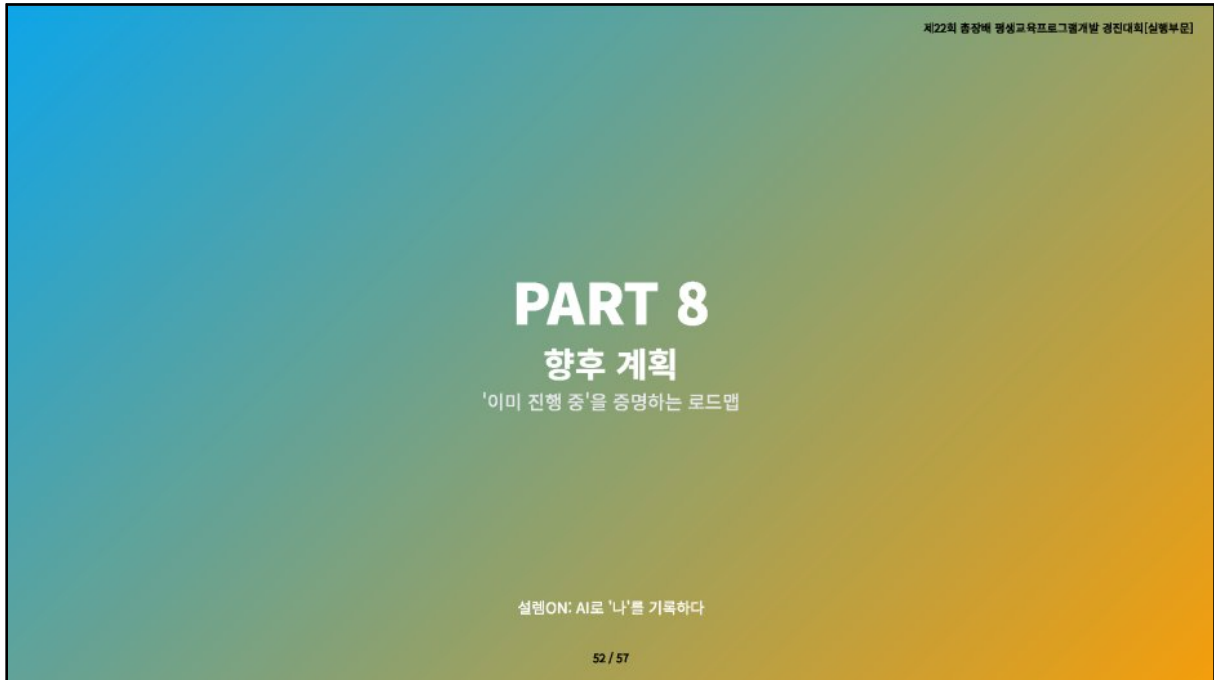 제22회 총장배 평생교육프로그램개발 경진대회[실행부문]
PART 8
향후 계획
'이미 진행 중'을 증명하는 로드맵
설렘ON: AI로 '나'를 기록하다
52 / 57